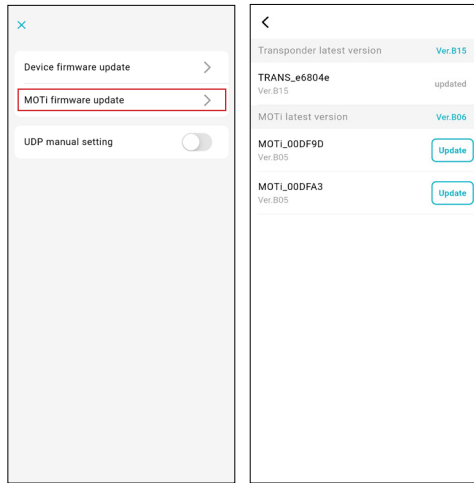 Device firmware update
MOTi firmware update
UDP manual setting
Transponder latest version Ver.B15
TRANS_e6804e
Ver.B15
updated
MOTi latest version Ver.B06
MOTi_00DF9D
Ver.B05
Update
MOTi_00DFA3
Ver.B05
Update